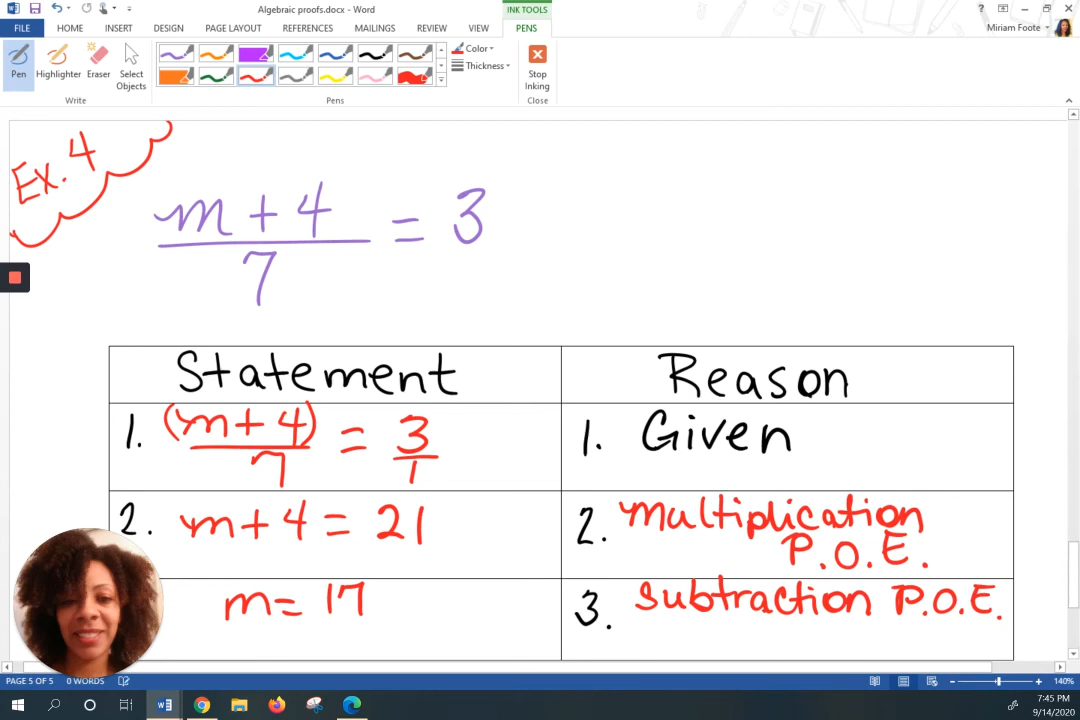 Algebraic proofs.docx - Word
INK TOOLS
FILE HOME INSERT DESIGN PAGE LAYOUT REFERENCES MAILINGS REVIEW VIEW PENS
Miriam Foote
Pen Highlighter Eraser Select Objects
Color
Thickness
Stop Inking
Write Pens Close
Ex. 4
m + 4
= 3
7
Statement Reason
1. (m + 4) = 3
7 1
1. Given
2. m + 4 = 21
2. multiplication
P.O.E.
m = 17
3. subtraction P.O.E.
PAGE 5 OF 5 0 WORDS 140%
7:45 PM
9/14/2020